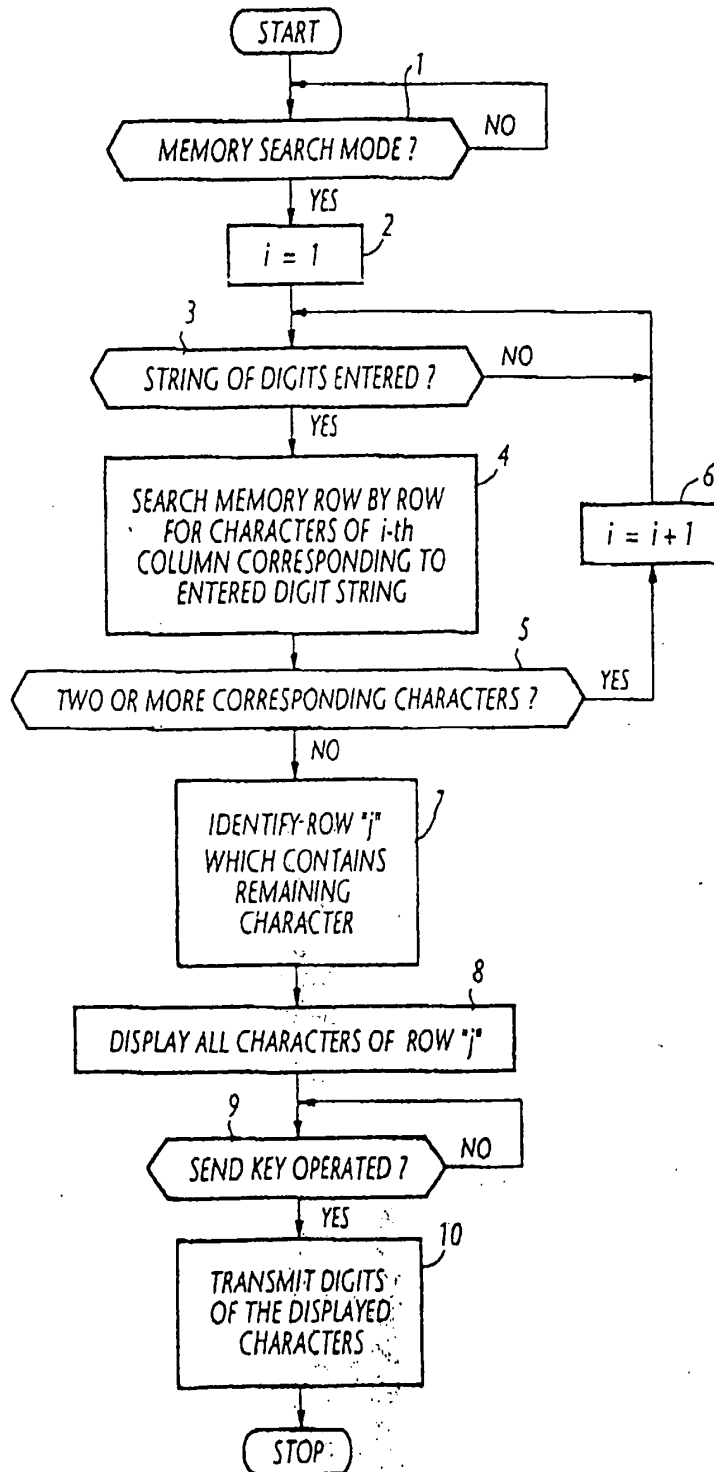 START
1
MEMORY SEARCH MODE ?
NO
YES
2
i = 1
3
STRING OF DIGITS ENTERED ?
NO
YES
4
SEARCH MEMORY ROW BY ROW
FOR CHARACTERS OF i-th
COLUMN CORRESPONDING TO
ENTERED DIGIT STRING
6
i = i+1
5
TWO OR MORE CORRESPONDING CHARACTERS ?
YES
NO
7
IDENTIFY-ROW "j"
WHICH CONTAINS
REMAINING
CHARACTER
8
DISPLAY ALL CHARACTERS OF ROW "j"
9
SEND KEY OPERATED ?
NO
YES
10
TRANSMIT DIGITS
OF THE DISPLAYED
CHARACTERS
STOP